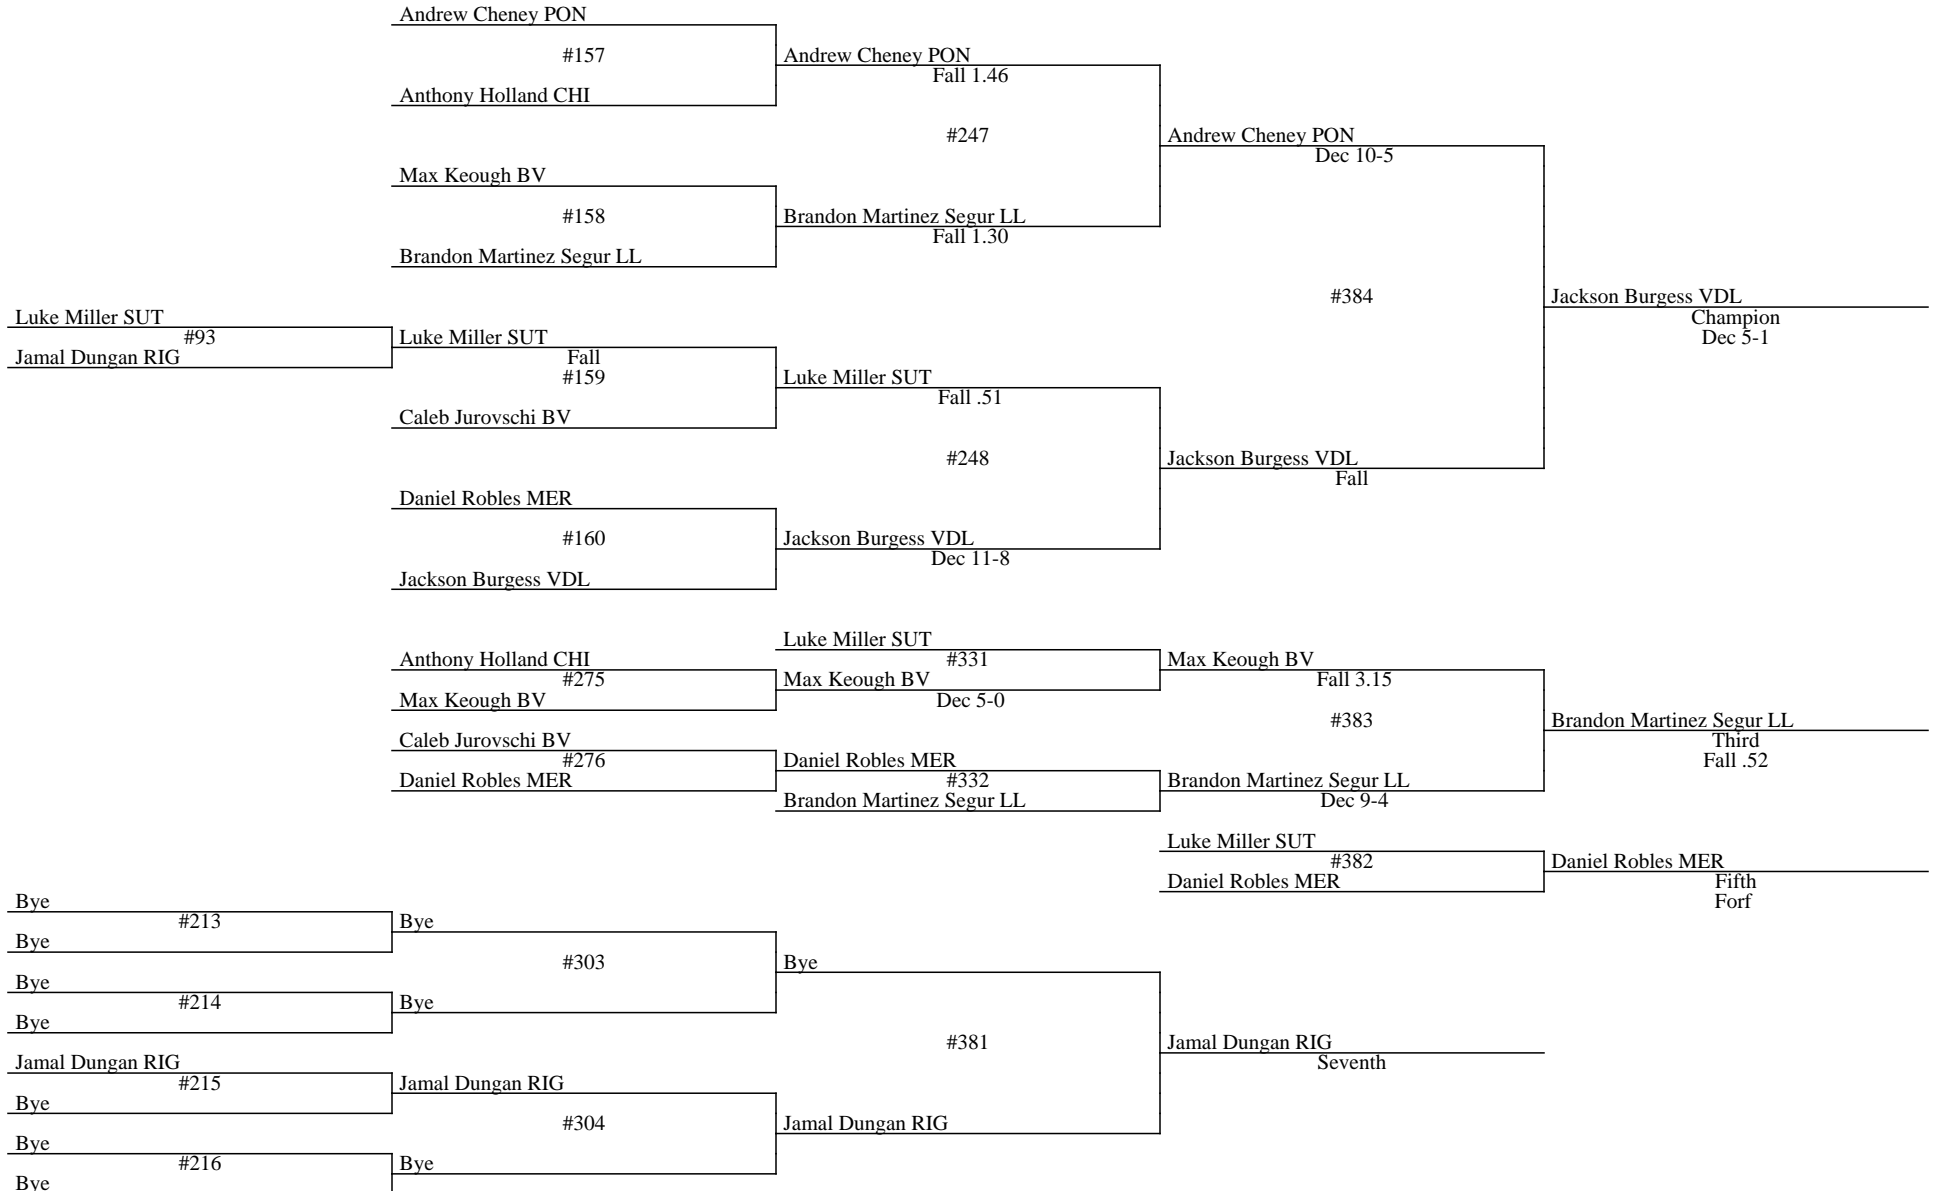 Andrew Cheney PON
#157
Andrew Cheney PON
Fall 1.46
Anthony Holland CHI
#247
Andrew Cheney PON
Dec 10-5
Max Keough BV
#158
Brandon Martinez Segur LL
Fall 1.30
Brandon Martinez Segur LL
#384
Jackson Burgess VDL
Champion
Dec 5-1
Luke Miller SUT
#93
Jamal Dungan RIG
Luke Miller SUT
Fall
#159
Luke Miller SUT
Fall .51
Caleb Jurovschi BV
#248
Jackson Burgess VDL
Fall
Daniel Robles MER
#160
Jackson Burgess VDL
Dec 11-8
Jackson Burgess VDL
Luke Miller SUT
#331
Anthony Holland CHI
#275
Max Keough BV
Max Keough BV
Dec 5-0
Max Keough BV
Fall 3.15
#383
Brandon Martinez Segur LL
Third
Fall .52
Caleb Jurovschi BV
#276
Daniel Robles MER
Daniel Robles MER
#332
Brandon Martinez Segur LL
Brandon Martinez Segur LL
Dec 9-4
Luke Miller SUT
#382
Daniel Robles MER
Daniel Robles MER
Fifth
Forf
Bye
#213
Bye
Bye
#303
Bye
Bye
#214
Bye
Bye
#381
Jamal Dungan RIG
Seventh
Jamal Dungan RIG
#215
Bye
Jamal Dungan RIG
#304
Jamal Dungan RIG
Bye
#216
Bye
Bye